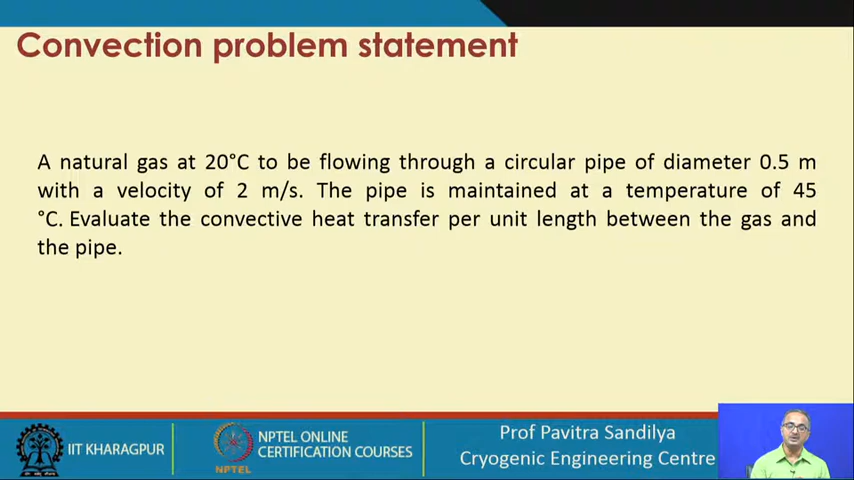 Convection problem statement
A natural gas at 20°C to be flowing through a circular pipe of diameter 0.5 m
with a velocity of 2 m/s. The pipe is maintained at a temperature of 45
°C. Evaluate the convective heat transfer per unit length between the gas and
the pipe.
IIT KHARAGPUR
NPTEL
NPTEL ONLINE
CERTIFICATION COURSES
Prof Pavitra Sandilya
Cryogenic Engineering Centre